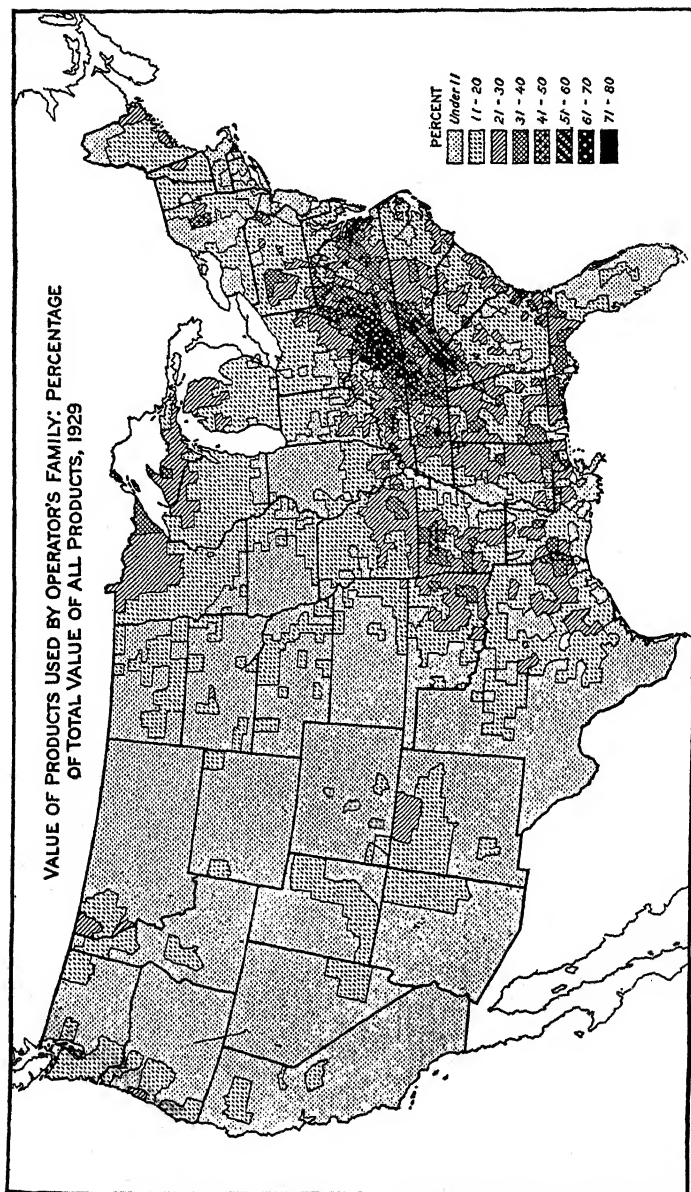 VALUE OF PRODUCTS USED BY OPERATOR'S FAMILY: PERCENTAGE
OF TOTAL VALUE OF ALL PRODUCTS, 1929
PERCENT
Under 11
11 - 20
21 - 30
31 - 40
41 - 50
51 - 60
61 - 70
71 - 80